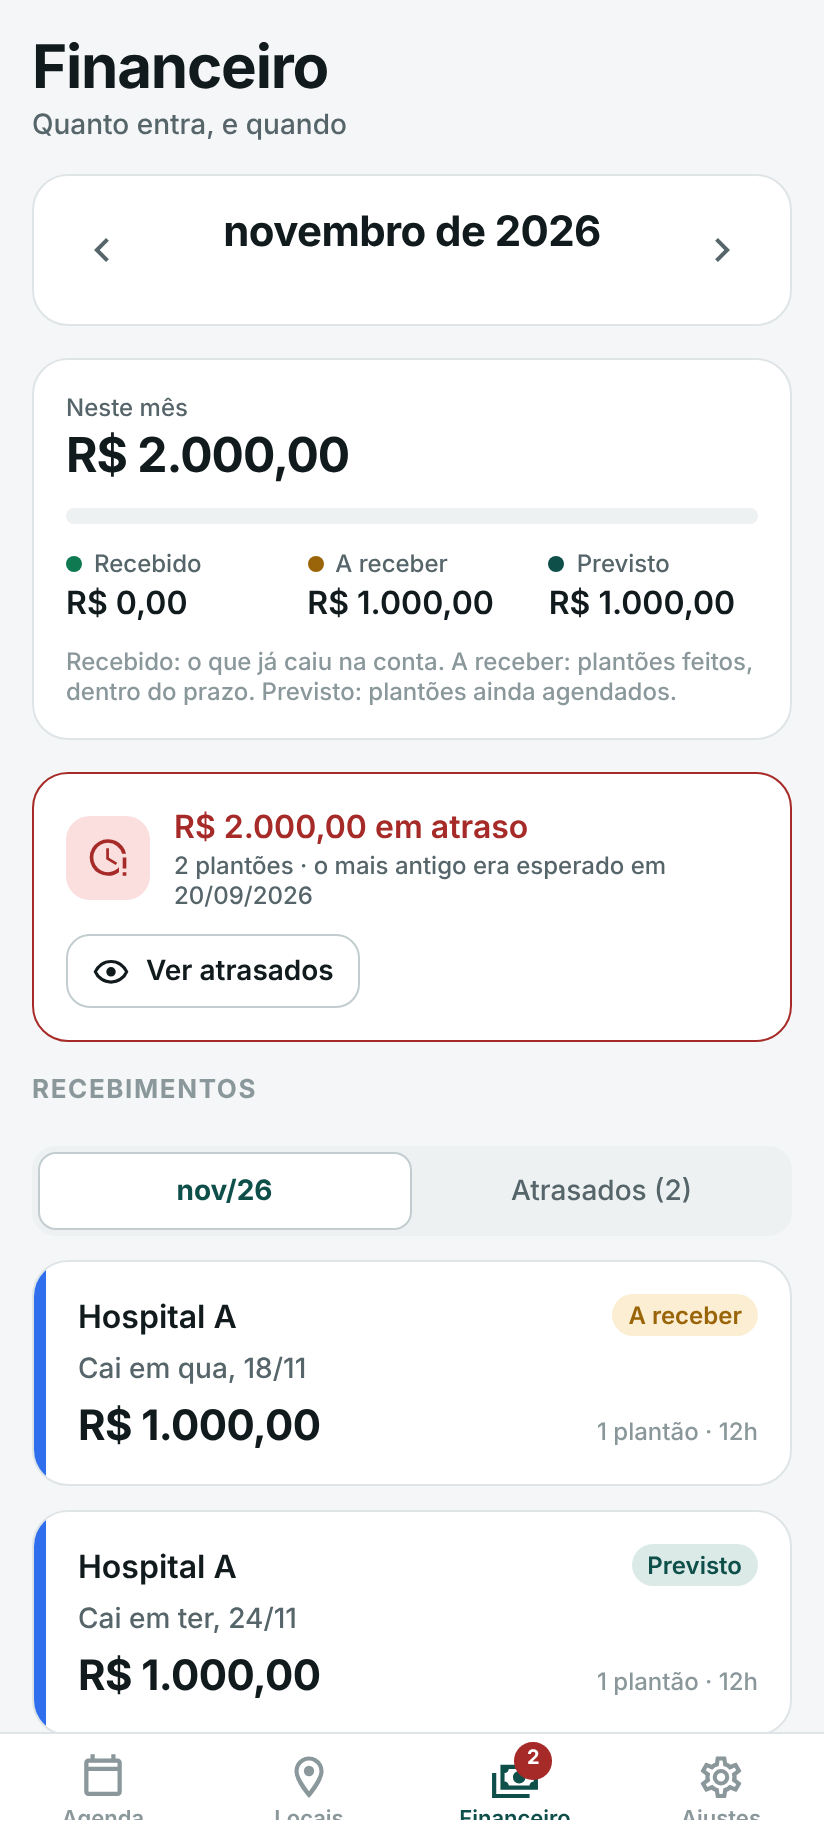 Financeiro
Quanto entra, e quando
novembro de 2026
Neste mês
R$ 2.000,00
Recebido
A receber
Previsto
R$ 0,00
R$ 1.000,00
R$ 1.000,00
Recebido: o que já caiu na conta. A receber: plantões feitos,
dentro do prazo. Previsto: plantões ainda agendados.
R$ 2.000,00 em atraso
2 plantões · o mais antigo era esperado em
20/09/2026
Ver atrasados
RECEBIMENTOS
nov/26
Atrasados (2)
Hospital A
A receber
Cai em qua, 18/11
R$ 1.000,00
1 plantão · 12h
Hospital A
Previsto
Cai em ter, 24/11
R$ 1.000,00
1 plantão · 12h
2
Agenda
Locais
Financeiro
Ajustes